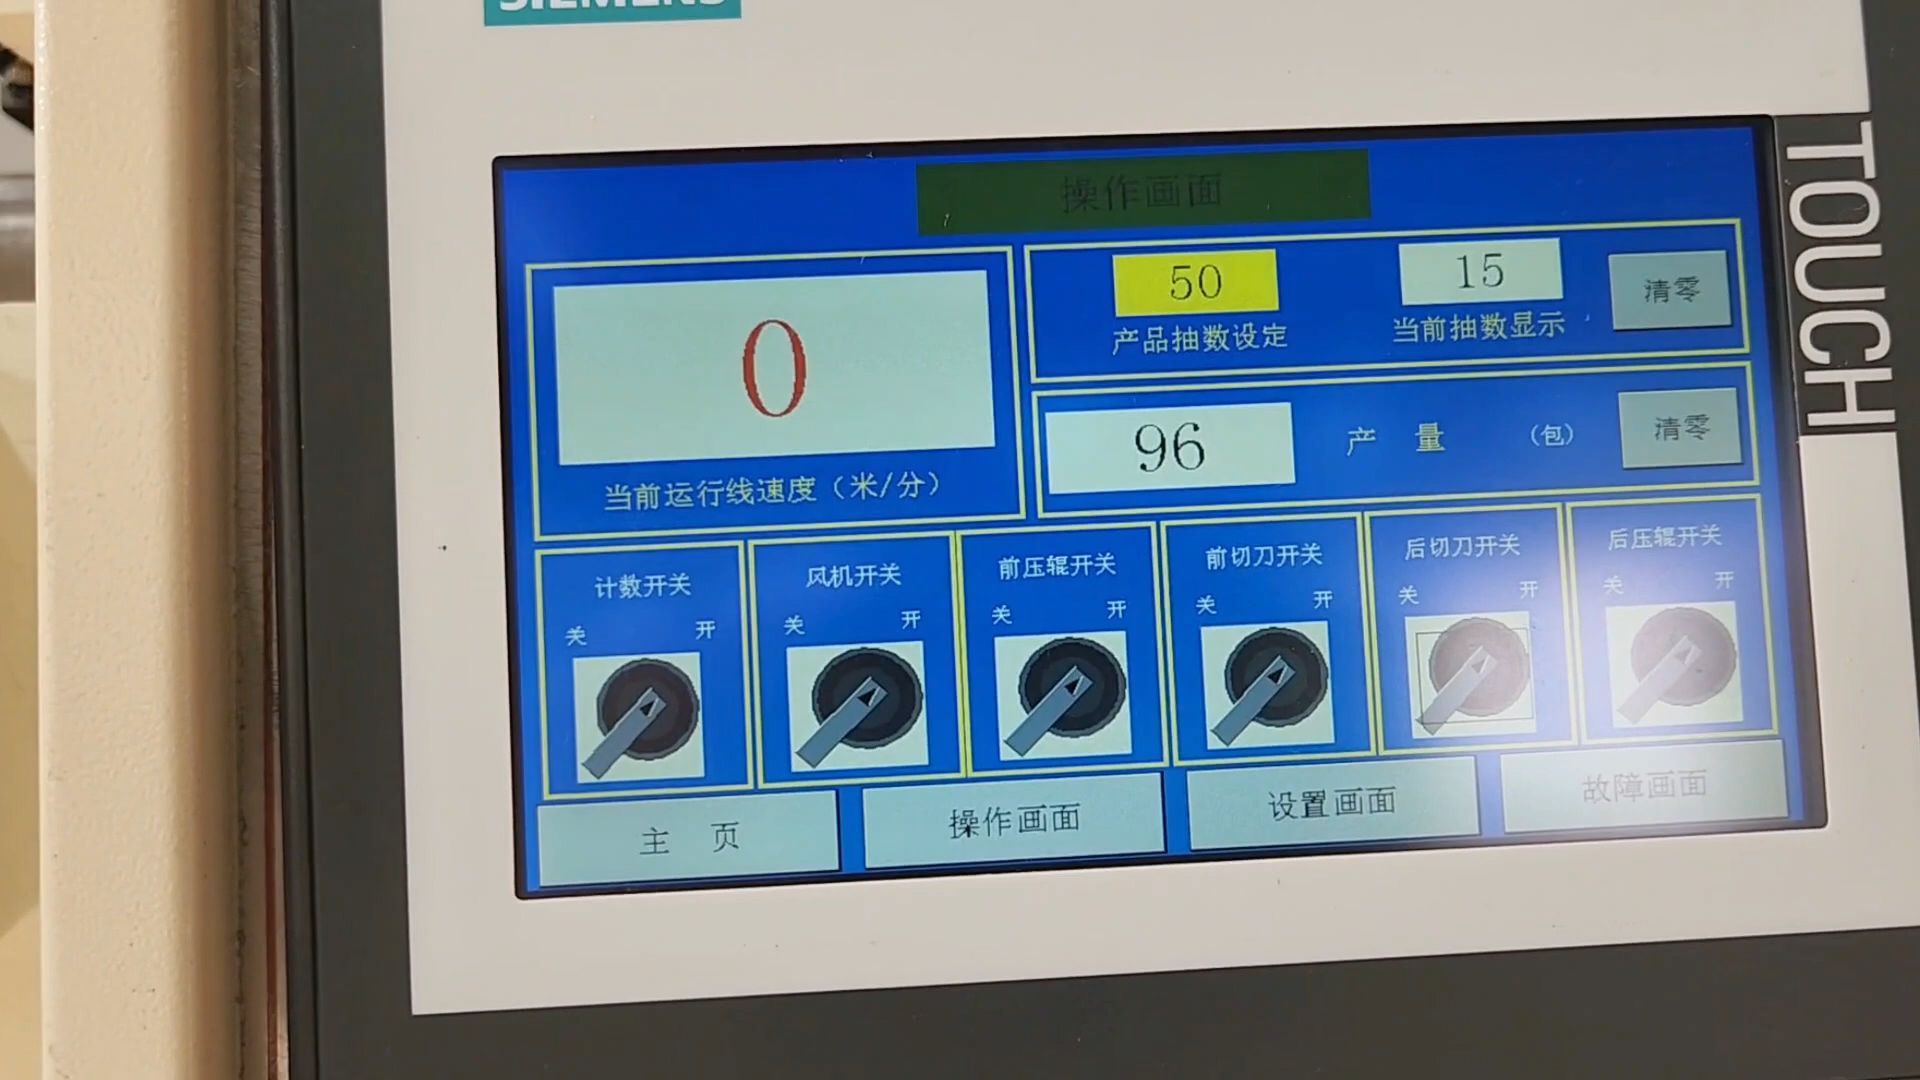 SIEMENS
TOUCH
操作画面
0
当前运行线速度（米/分）
50
产品抽数设定
15
当前抽数显示
清零
96
产 量 （包）
清零
计数开关
关 开
风机开关
关 开
前压辊开关
关 开
前切刀开关
关 开
后切刀开关
关 开
后压辊开关
关 开
主 页
操作画面
设置画面
故障画面